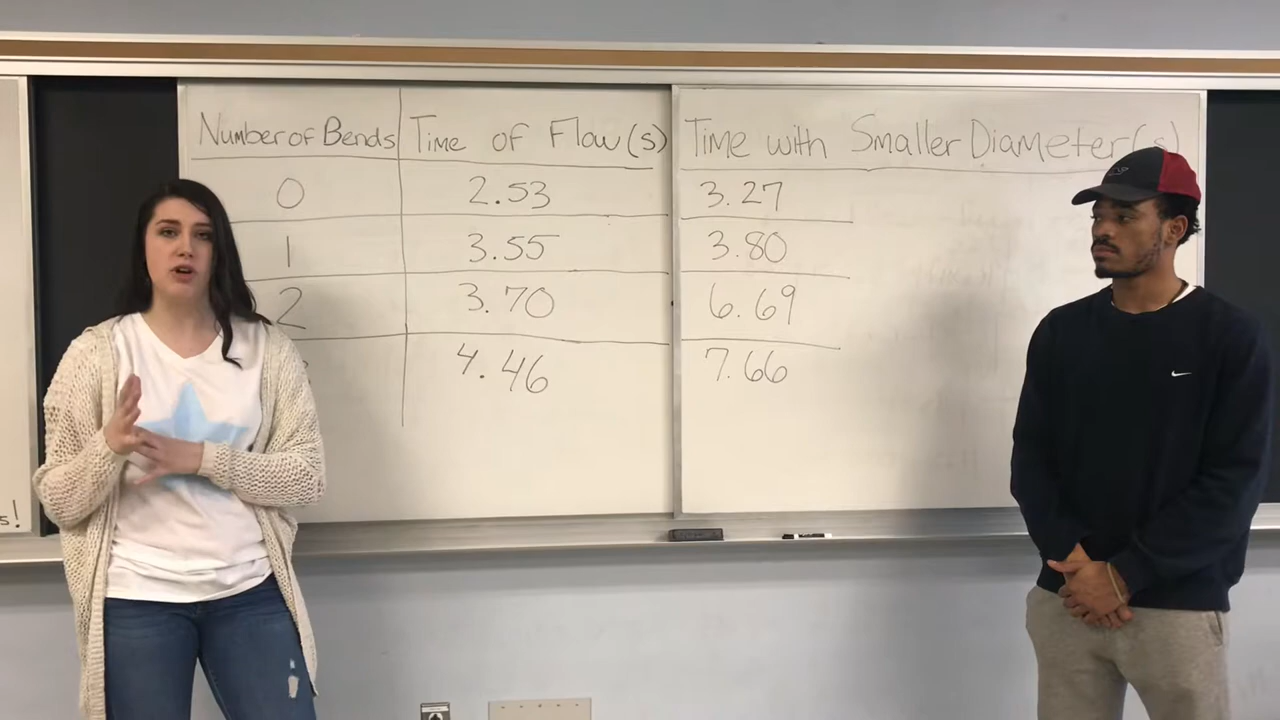 Number of Bends Time of Flow(s) Time with Smaller Diameter(s)
0 2.53 3.27
1 3.55 3.80
2 3.70 6.69
4.46 7.66
s!